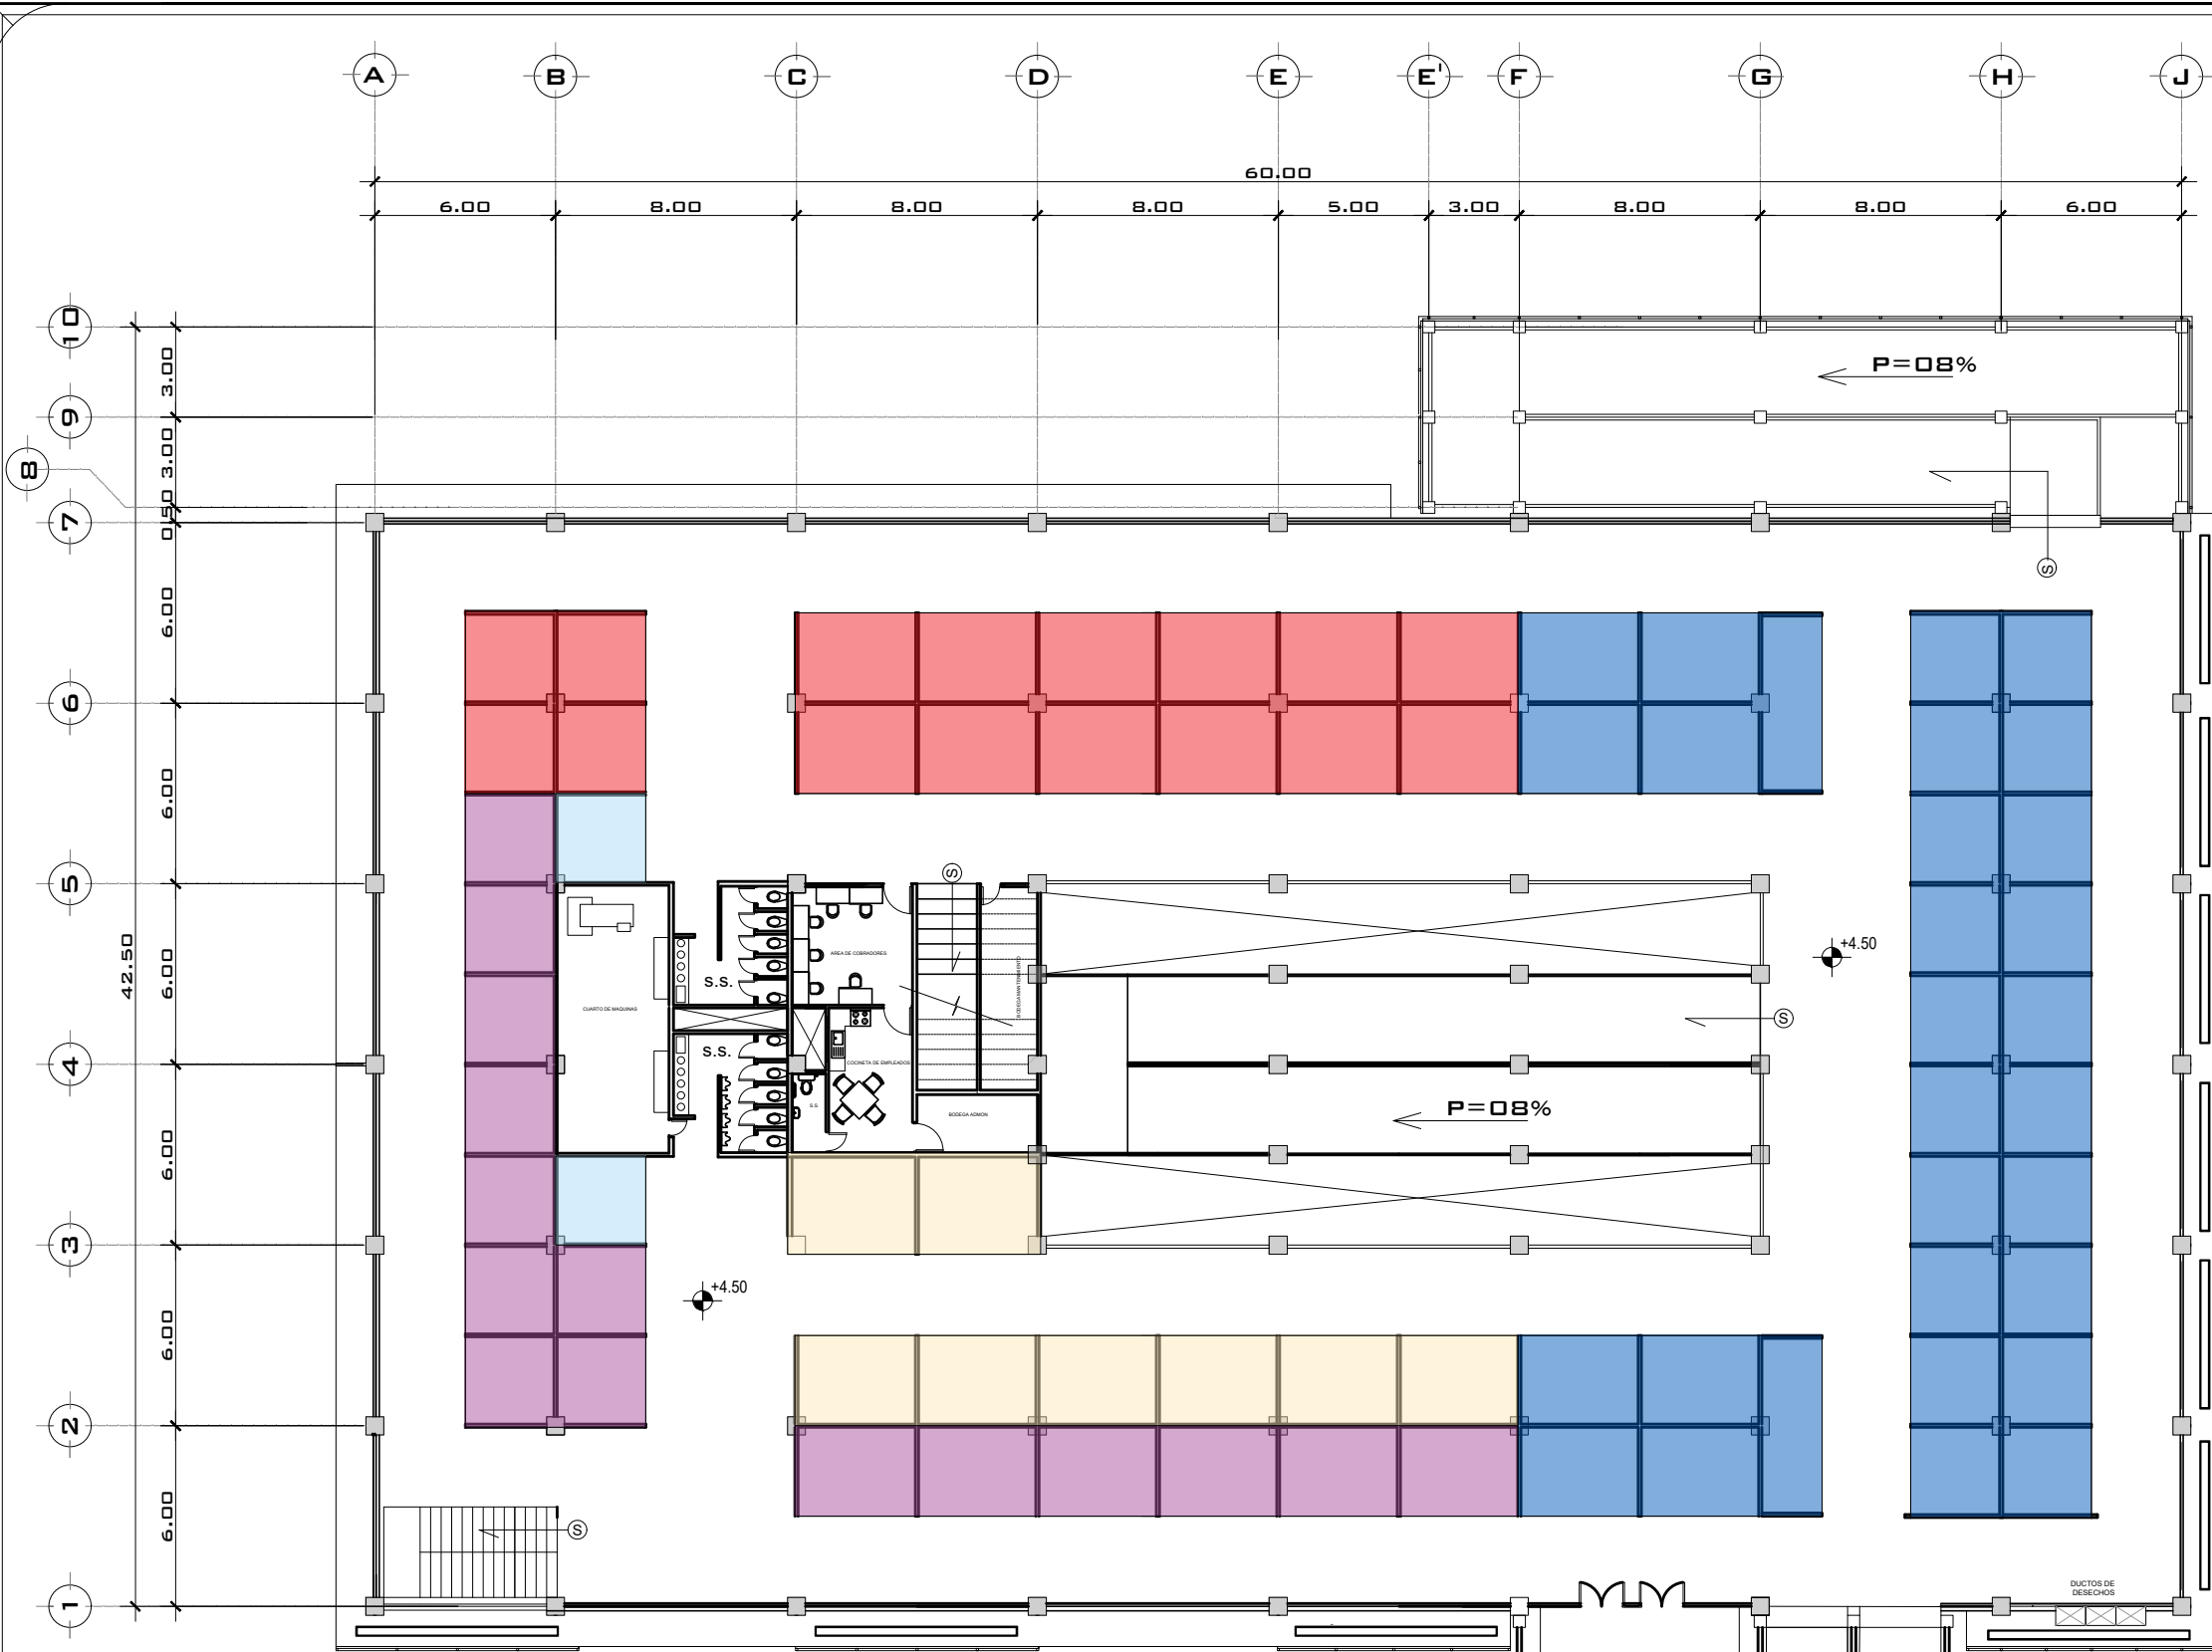 A B C D E E' F G H J
60.00
6.00 8.00 8.00 8.00 5.00 3.00 8.00 8.00 6.00
10
3.00
P=08%
9
3.00
8
0.50
7
S
6.00
6
6.00
5
S
AREA DE COBRADORES
+4.50
42.50
6.00
S.S.
BODEGA MANTENIMIENTO
CUARTO DE MAQUINAS
S
S.S.
4
COCINETA DE EMPLEADOS
S.S.
BODEGA ADMON
P=08%
6.00
3
+4.50
6.00
2
6.00
S
DUCTOS DE
DESECHOS
1